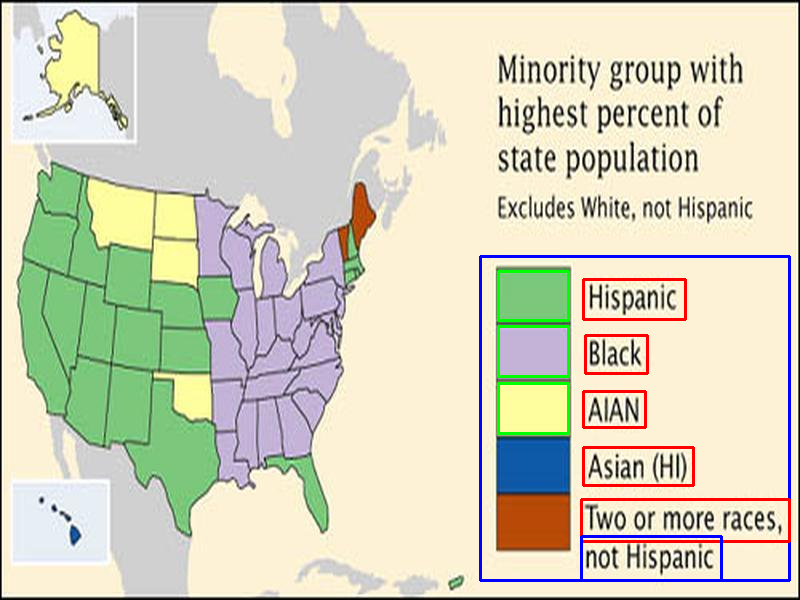 Minority group with
highest percent of
state population
Excludes White, not Hispanic
Hispanic
Black
AIAN
Asian (HI)
Two or more races,
not Hispanic